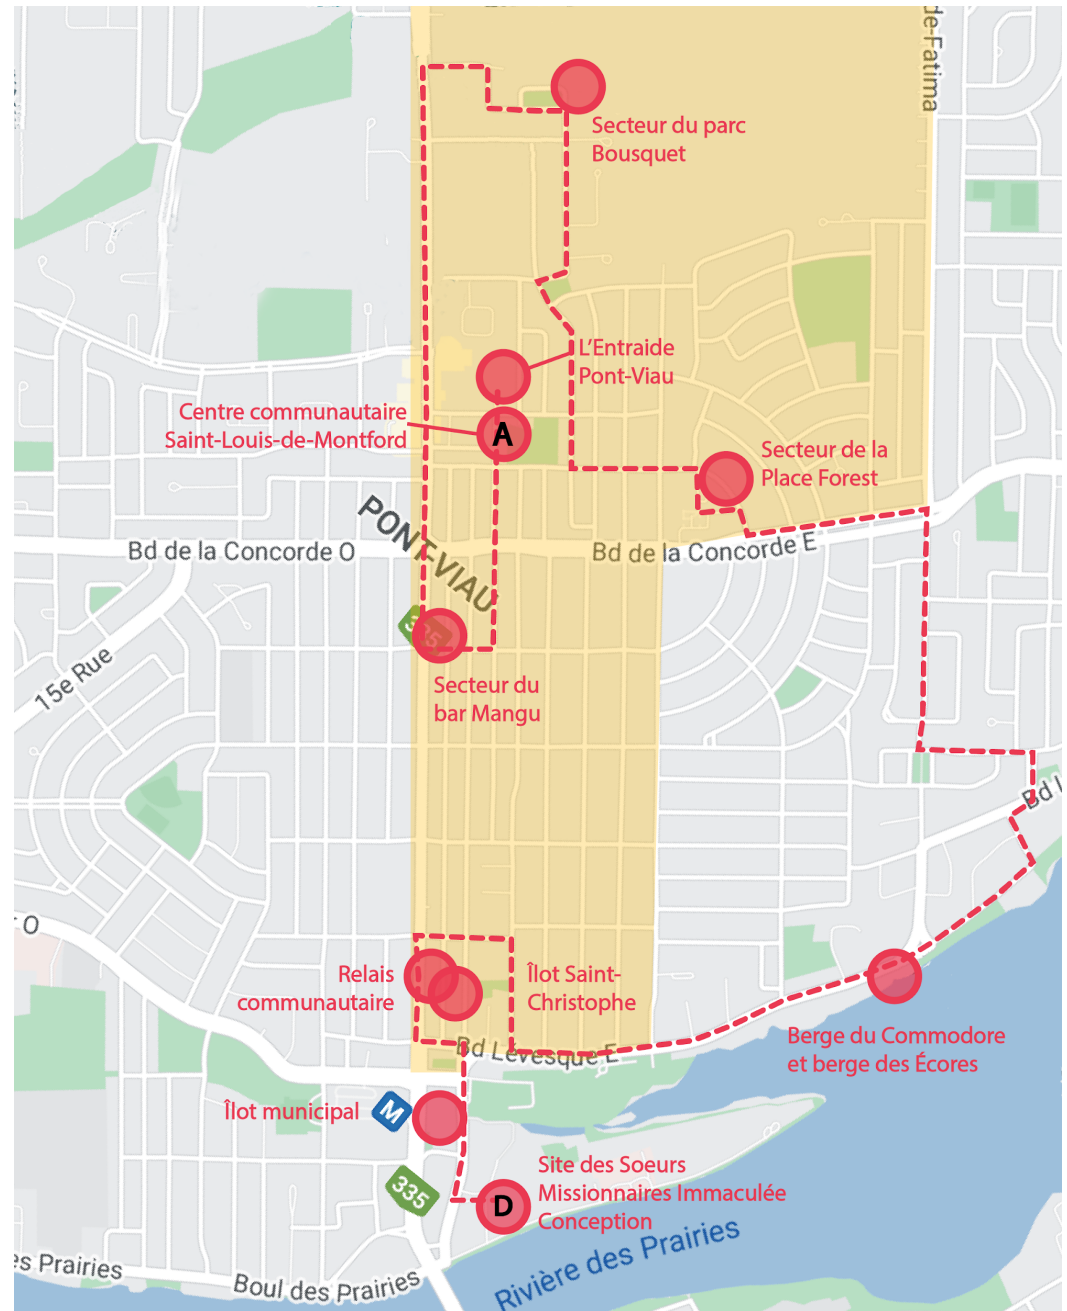 de-Fatima
Secteur du parc
Bousquet
L'Entraide
Pont-Viau
Centre communautaire
Saint-Louis-de-Montford
A
Secteur de la
Place Forest
PONT-VIAU
Bd de la Concorde O
Bd de la Concorde E
335
15e Rue
Secteur du
bar Mangu
Bd
O
Relais
communautaire
Îlot Saint-
Christophe
Bd Lévesque E
Berge du Commodore
et berge des Écores
Îlot municipal
M
335
Site des Soeurs
Missionnaires Immaculée
Conception
D
Rivière des Prairies
es Prairies
Boul des Prairies